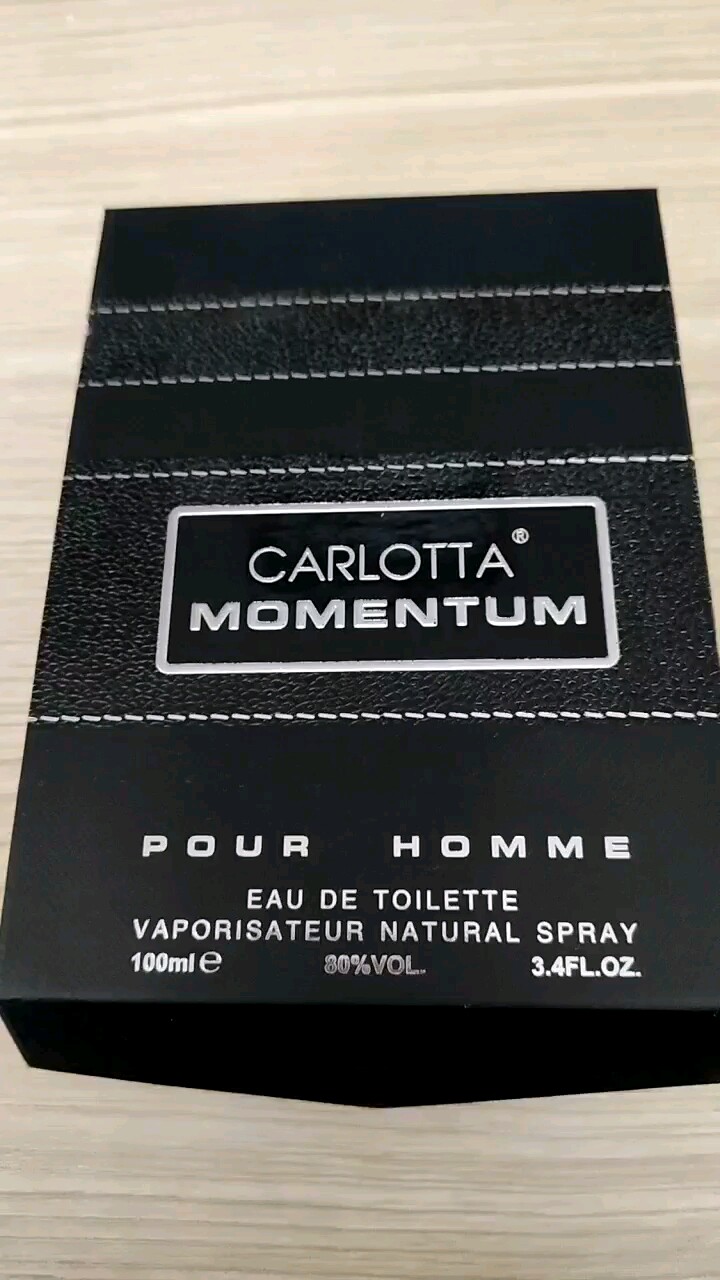 CARLOTTA®
MOMENTUM
POUR HOMME
EAU DE TOILETTE
VAPORISATEUR NATURAL SPRAY
100ml e 80%VOL. 3.4FL.OZ.